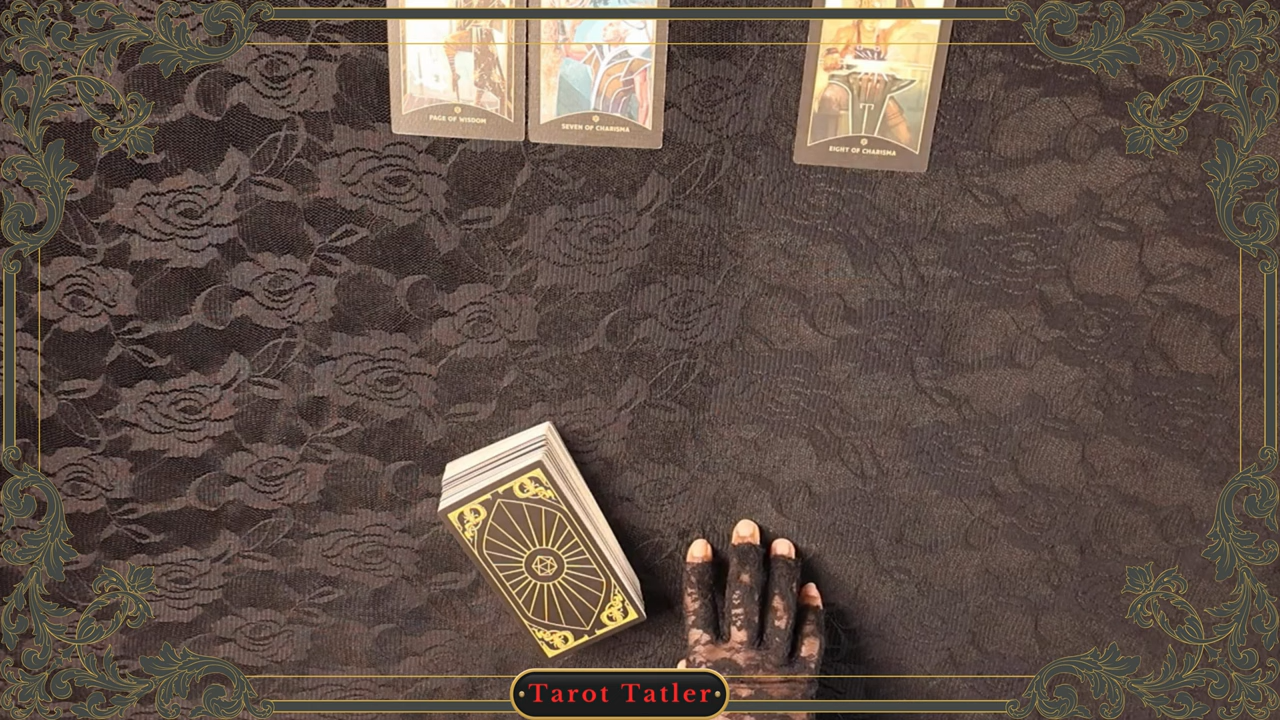 PAGE OF WISDOM
SEVEN OF CHARISMA
EIGHT OF CHARISMA
Tarot Tatler